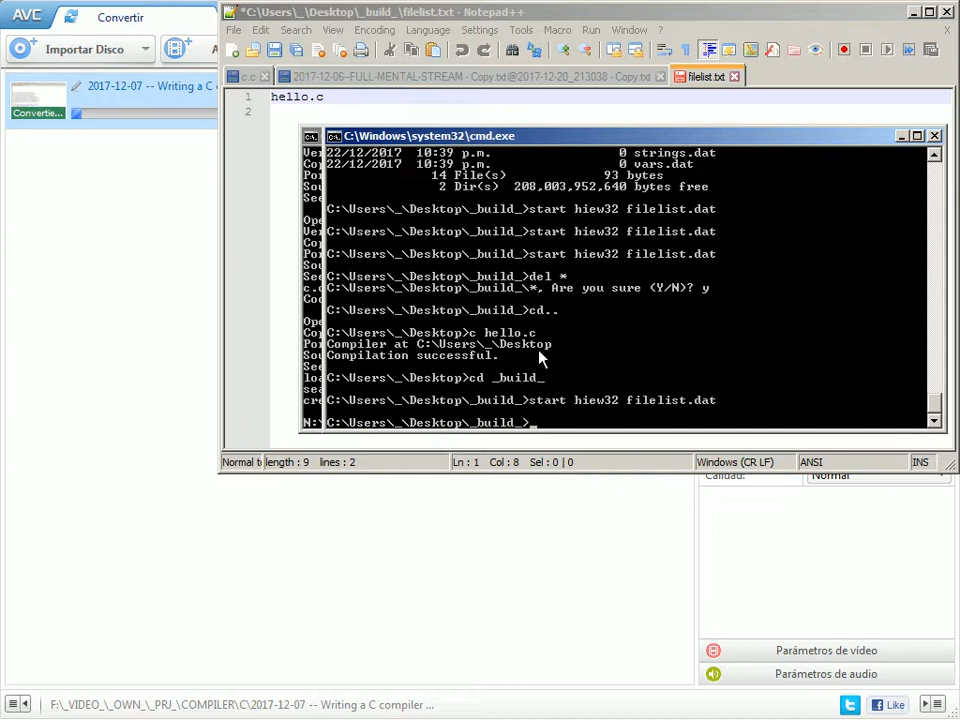 AVC
Convertir
Importar Disco
2017-12-07 -- Writing a C
Convertie...
*C:\Users\_\Desktop\_build_\filelist.txt - Notepad++
File Edit Search View Encoding Language Settings Tools Macro Run Window
X
c.c
2017-12-06--FULL-MENTAL-STREAM - Copy.txt@2017-12-20_213038 - Copy.txt
filelist.txt
1 hello.c
2
C:\Windows\system32\cmd.exe
22/12/2017 10:39 p.m. 0 strings.dat
22/12/2017 10:39 p.m. 0 vars.dat
14 File(s) 93 bytes
2 Dir(s) 208,003,952,640 bytes free
C:\Users\_\Desktop\_build_>start hiew32 filelist.dat
C:\Users\_\Desktop\_build_>start hiew32 filelist.dat
C:\Users\_\Desktop\_build_>start hiew32 filelist.dat
C:\Users\_\Desktop\_build_>del *
C:\Users\_\Desktop\_build_\*, Are you sure (Y/N)? y
C:\Users\_\Desktop\_build_>cd..
C:\Users\_\Desktop>c hello.c
Compiler at C:\Users\_\Desktop
Compilation successful.
C:\Users\_\Desktop>cd _build_
C:\Users\_\Desktop\_build_>start hiew32 filelist.dat
C:\Users\_\Desktop\_build_>_
Normal t length : 9 lines : 2 Ln : 1 Col : 8 Sel : 0 | 0 Windows (CR LF) ANSI INS
Calidad: Normal
Parámetros de vídeo
Parámetros de audio
F:\_VIDEO_\_OWN_\_PRJ_\COMPILER\C\2017-12-07 -- Writing a C compiler ...
Like